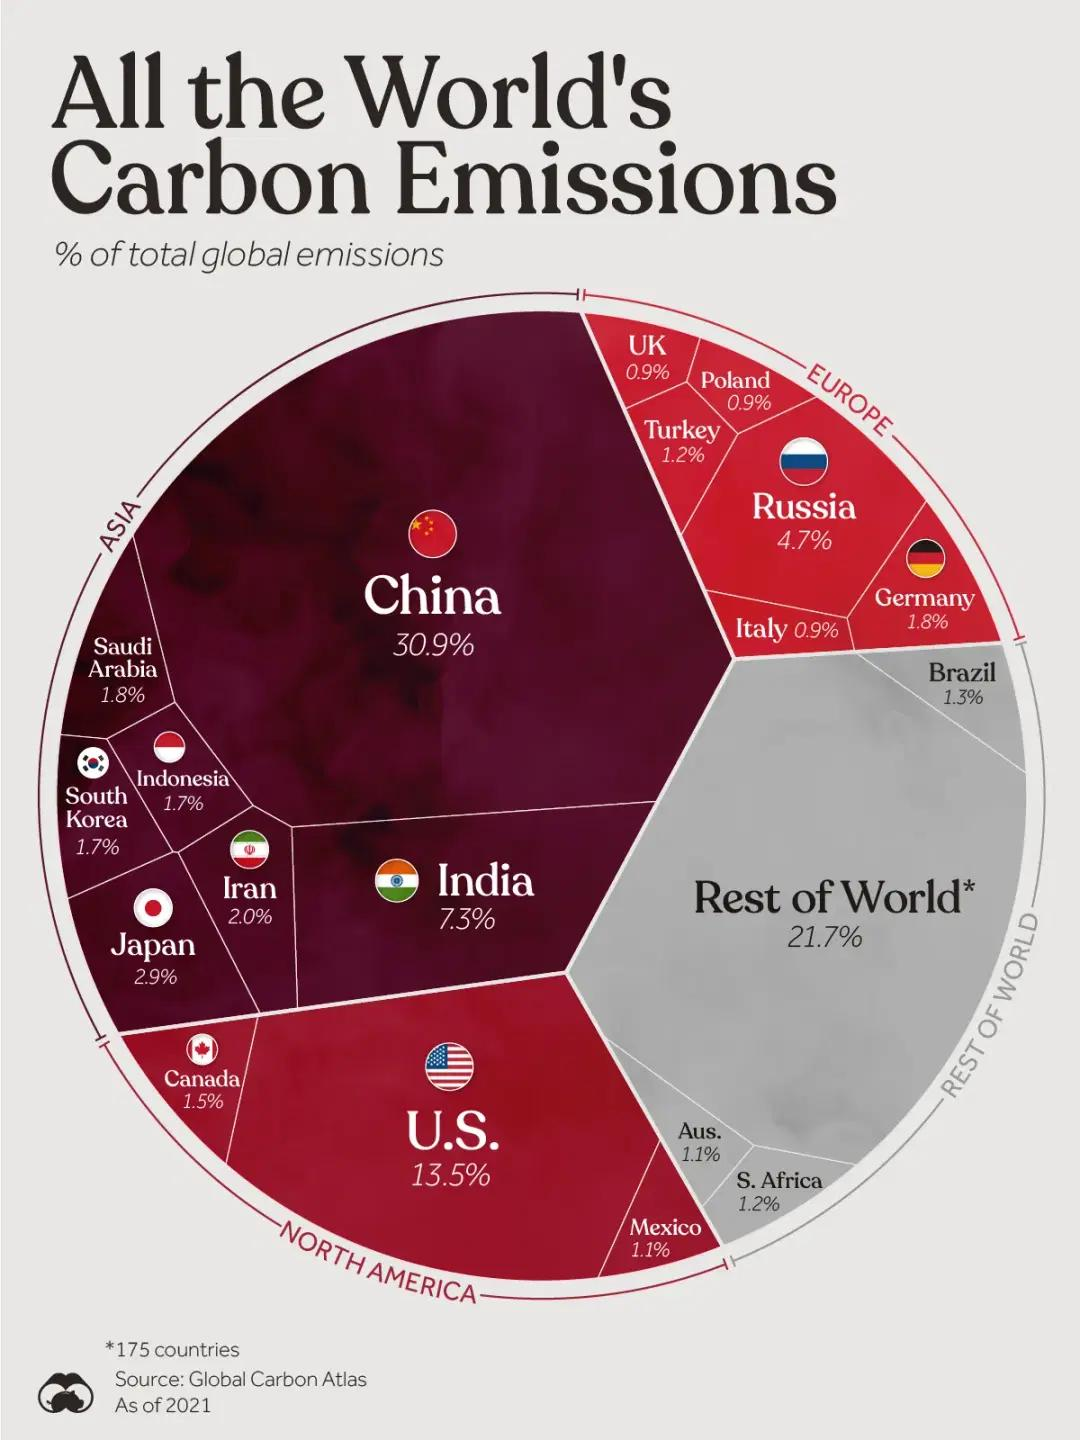 All the World's
Carbon Emissions
% of total global emissions
ASIA
EUROPE
UK
0.9%
Poland
0.9%
Turkey
1.2%
Russia
4.7%
Germany
1.8%
Italy 0.9%
China
30.9%
Saudi
Arabia
1.8%
Indonesia
1.7%
South
Korea
1.7%
Iran
2.0%
India
7.3%
Japan
2.9%
Brazil
1.3%
Rest of World*
21.7%
REST OF WORLD
Canada
1.5%
U.S.
13.5%
Mexico
1.1%
Aus.
1.1%
S. Africa
1.2%
NORTH AMERICA
*175 countries
Source: Global Carbon Atlas
As of 2021